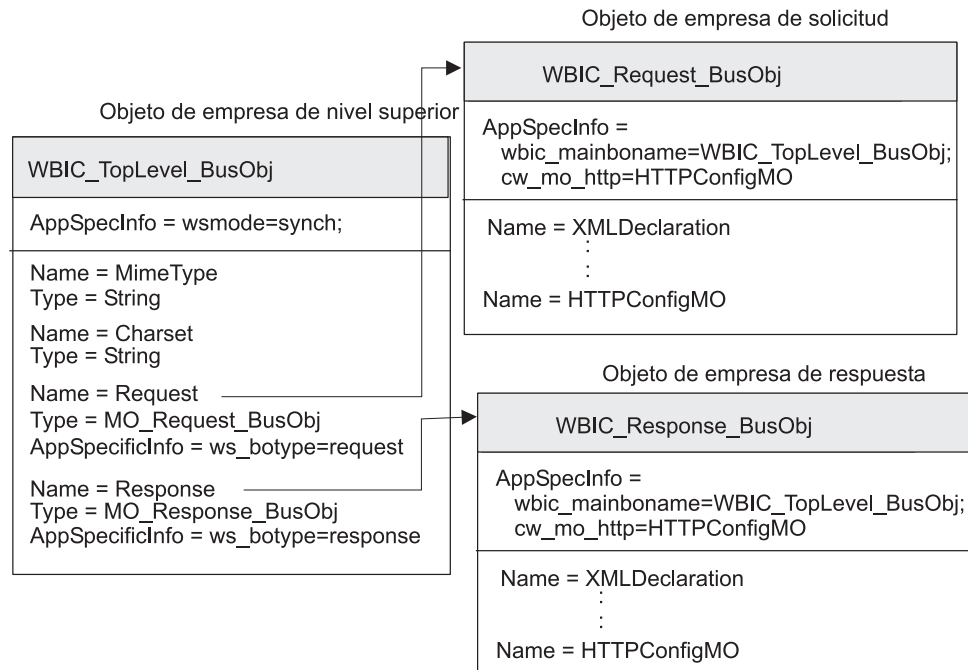 Objeto de empresa de solicitud
WBIC_Request_BusObj
AppSpecInfo =
wbic_mainboname=WBIC_TopLevel_BusObj;
cw_mo_http=HTTPConfigMO
Name = XMLDeclaration
:
:
Name = HTTPConfigMO
Objeto de empresa de nivel superior
WBIC_TopLevel_BusObj
AppSpecInfo = wsmode=synch;
Name = MimeType
Type = String
Name = Charset
Type = String
Name = Request
Type = MO_Request_BusObj
AppSpecificInfo = ws_botype=request
Name = Response
Type = MO_Response_BusObj
AppSpecificInfo = ws_botype=response
Objeto de empresa de respuesta
WBIC_Response_BusObj
AppSpecInfo =
wbic_mainboname=WBIC_TopLevel_BusObj;
cw_mo_http=HTTPConfigMO
Name = XMLDeclaration
:
:
Name = HTTPConfigMO